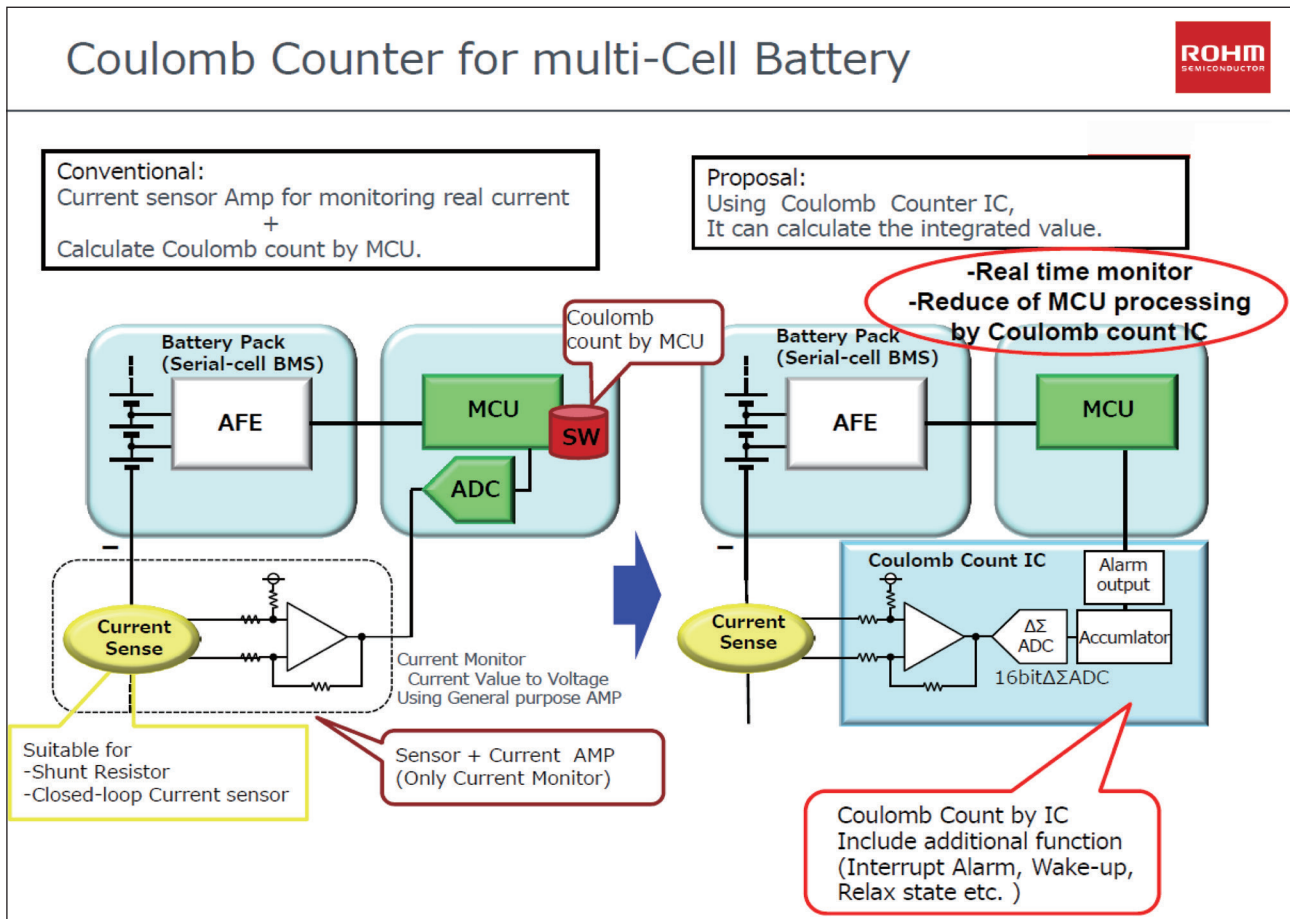 Coulomb Counter for multi-Cell Battery
ROHM
SEMICONDUCTOR
Conventional:
Current sensor Amp for monitoring real current
+
Calculate Coulomb count by MCU.
Proposal:
Using Coulomb Counter IC,
It can calculate the integrated value.
-Real time monitor
-Reduce of MCU processing
by Coulomb count IC
Battery Pack
(Serial-cell BMS)
AFE
MCU
SW
ADC
Coulomb
count by MCU
–
Current
Sense
Current Monitor
Current Value to Voltage
Using General purpose AMP
Suitable for
-Shunt Resistor
-Closed-loop Current sensor
Sensor + Current AMP
(Only Current Monitor)
Battery Pack
(Serial-cell BMS)
AFE
MCU
–
Coulomb Count IC
Alarm
output
Current
Sense
ΔΣ
ADC
Accumlator
16bitΔΣADC
Coulomb Count by IC
Include additional function
(Interrupt Alarm, Wake-up,
Relax state etc. )